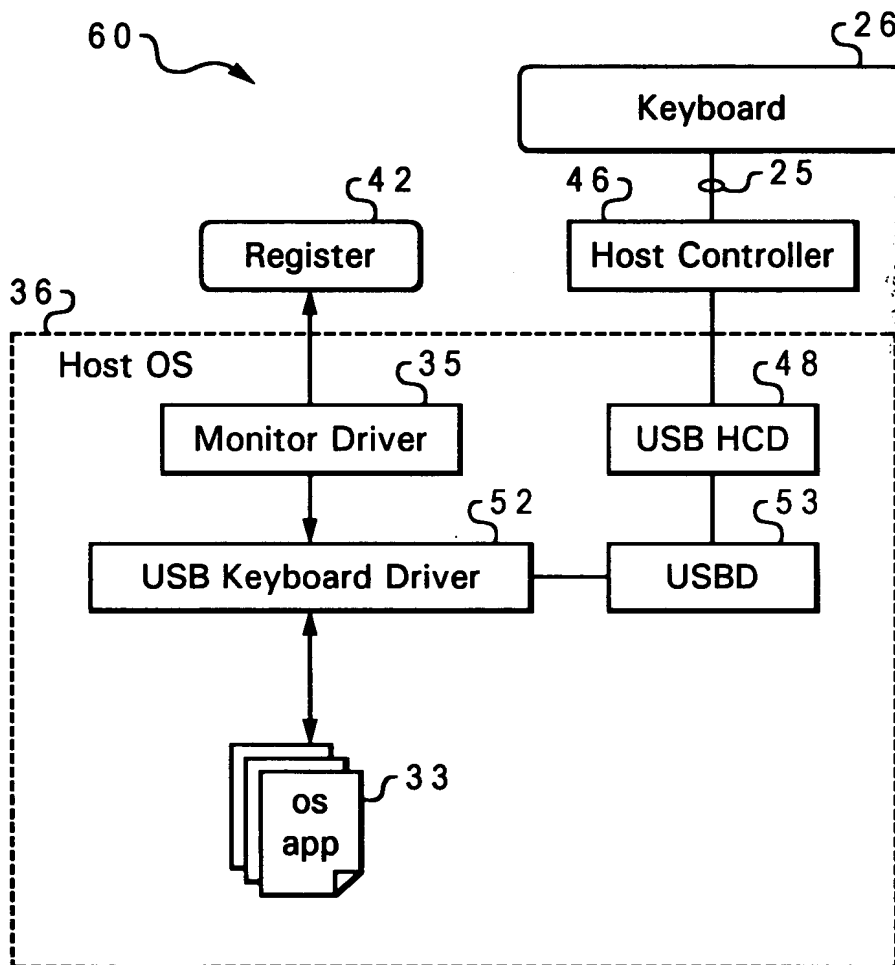 60
26
Keyboard
42
46
25
Register
Host Controller
36
Host OS
35
48
Monitor Driver
USB HCD
52
53
USB Keyboard Driver
USBD
33
os
app